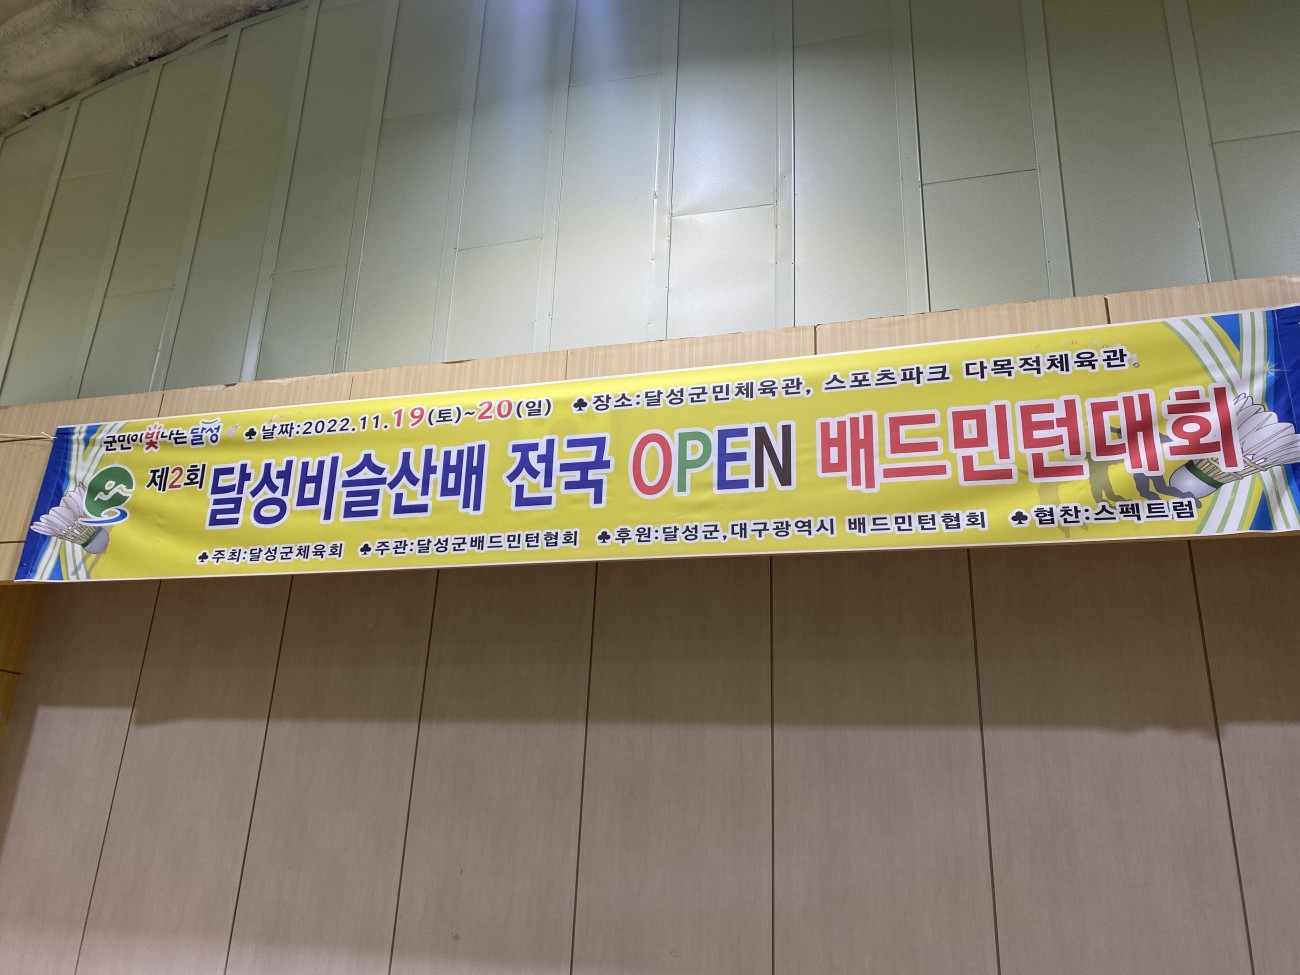 군민이 빛나는 달성 ♣날짜:2022.11.19(토)~20(일) ♣장소:달성군민체육관, 스포츠파크 다목적체육관
제2회 달성비슬산배 전국 OPEN 배드민턴대회
♣주최:달성군체육회 ♣주관:달성군배드민턴협회 ♣후원:달성군,대구광역시 배드민턴협회 ♣협찬:스펙트럼